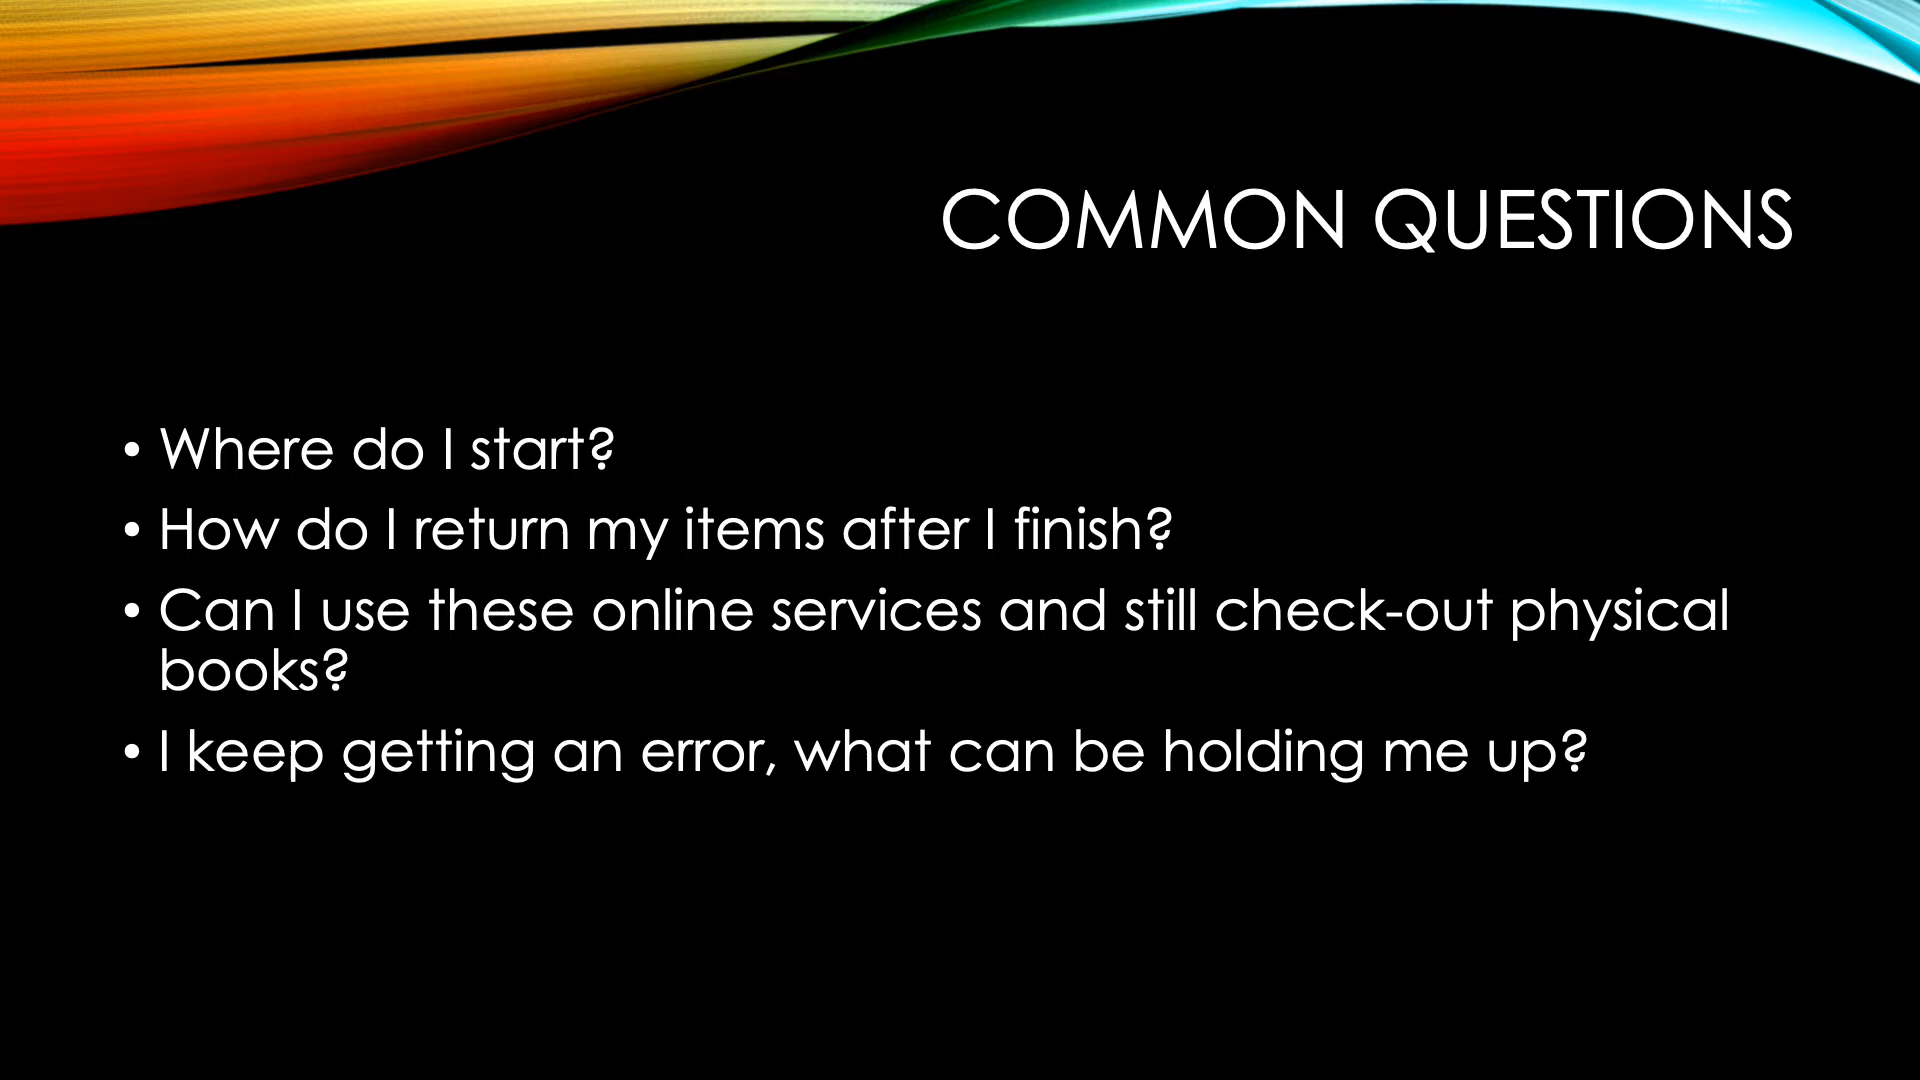 COMMON QUESTIONS
• Where do I start?
• How do I return my items after I finish?
• Can I use these online services and still check-out physical
books?
• I keep getting an error, what can be holding me up?